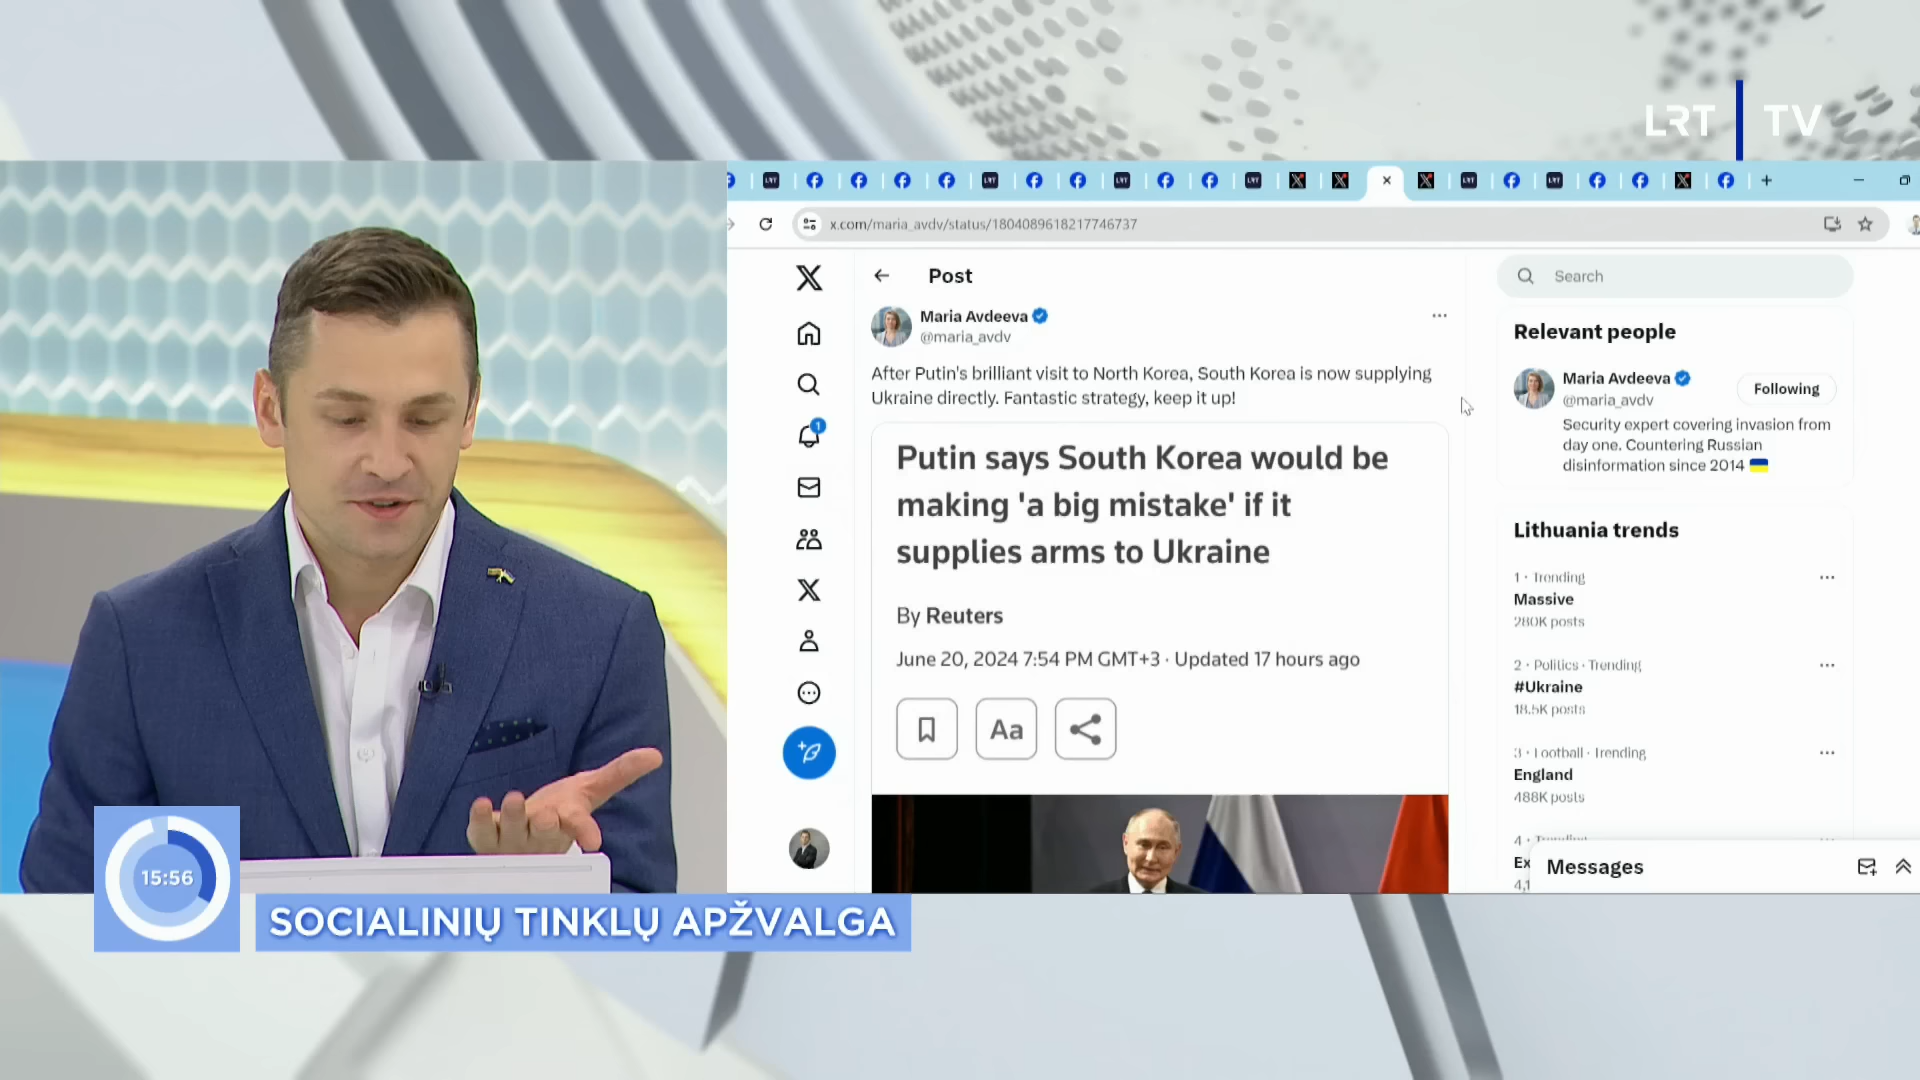 LRT TV
x.com/maria_avdv/status/1804089618217746737
Post
Search
Maria Avdeeva
@maria_avdv
After Putin's brilliant visit to North Korea, South Korea is now supplying
Ukraine directly. Fantastic strategy, keep it up!
Putin says South Korea would be
making 'a big mistake' if it
supplies arms to Ukraine
By Reuters
June 20, 2024 7:54 PM GMT+3 · Updated 17 hours ago
Aa
1
Relevant people
Maria Avdeeva
@maria_avdv
Following
Security expert covering invasion from
day one. Countering Russian
disinformation since 2014
Lithuania trends
1 · Trending
Massive
280K posts
2 · Politics · Trending
#Ukraine
18.5K posts
3 · Football · Trending
England
488K posts
Messages
15:56
SOCIALINIŲ TINKLŲ APŽVALGA